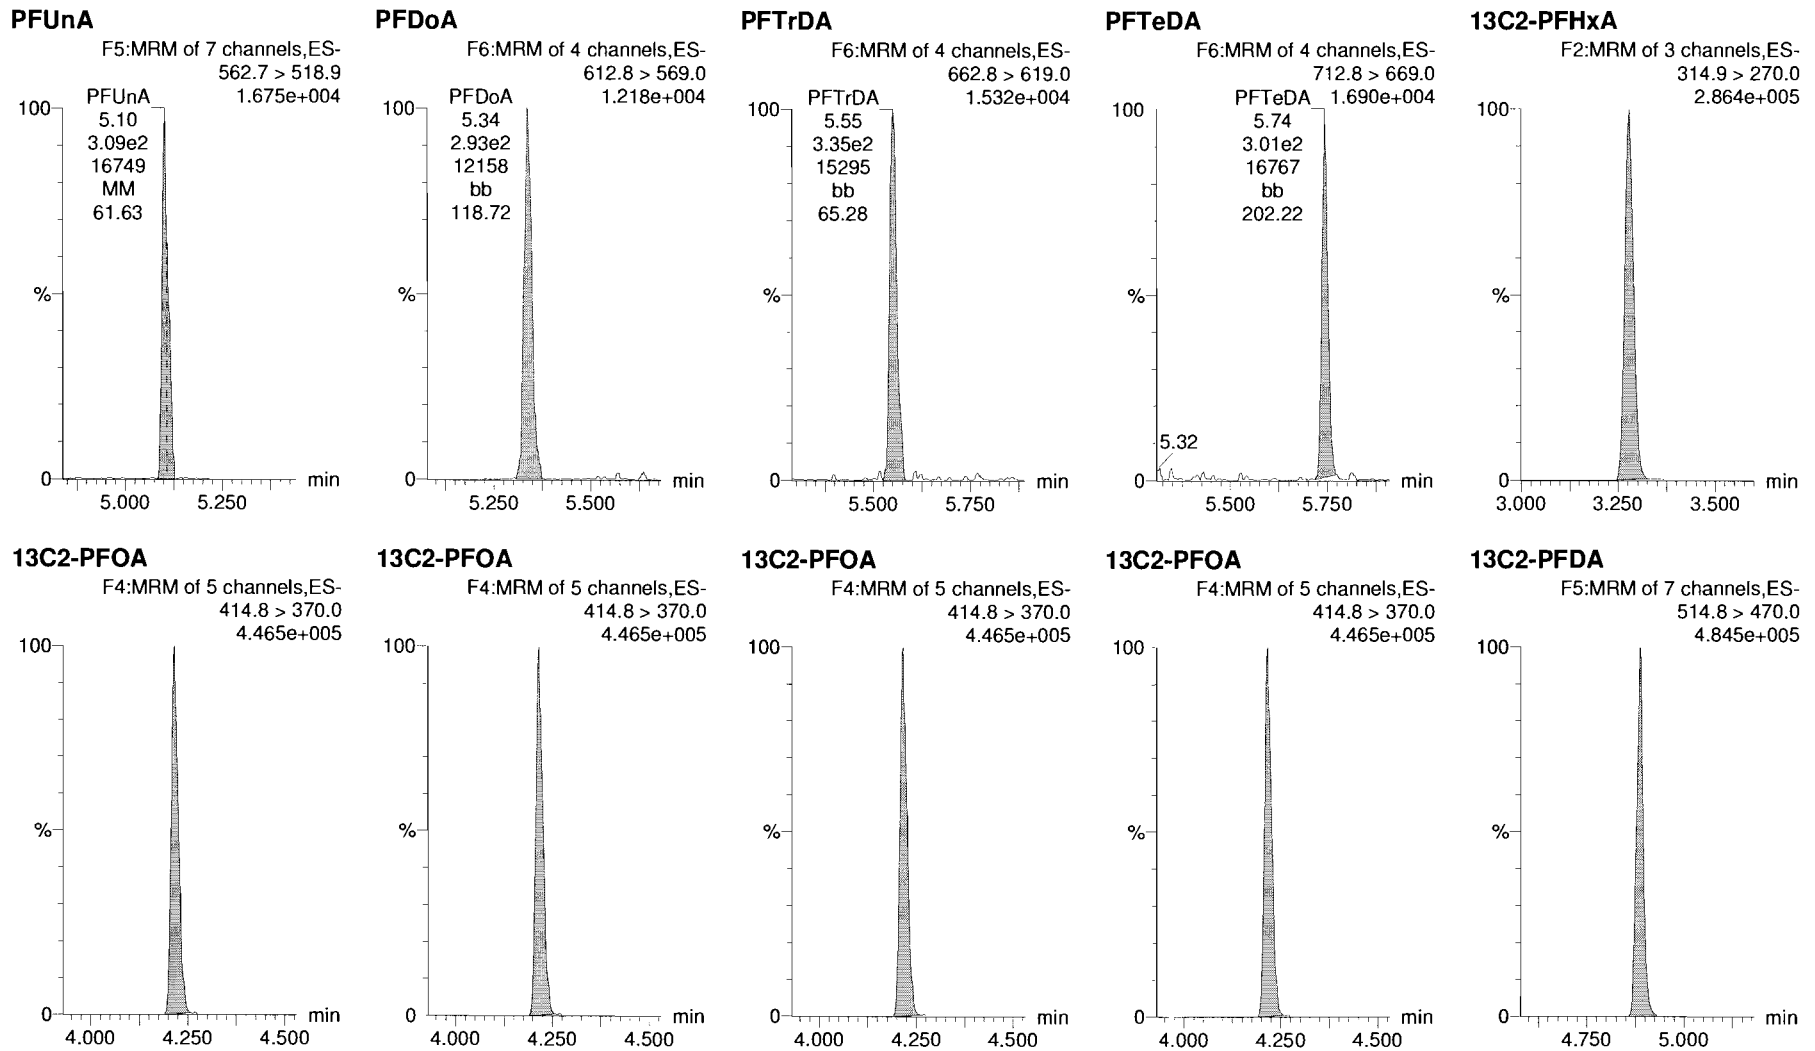 PFUnA
F5:MRM of 7 channels,ES-
562.7 > 518.9
1.675e+004
100
PFUnA
5.10
3.09e2
16749
MM
61.63
%
0
min
5.000
5.250
PFDoA
F6:MRM of 4 channels,ES-
612.8 > 569.0
1.218e+004
100
PFDoA
5.34
2.93e2
12158
bb
118.72
%
0
min
5.250
5.500
PFTrDA
F6:MRM of 4 channels,ES-
662.8 > 619.0
1.532e+004
100
PFTrDA
5.55
3.35e2
15295
bb
65.28
%
0
min
5.500
5.750
PFTeDA
F6:MRM of 4 channels,ES-
712.8 > 669.0
1.690e+004
100
PFTeDA
5.74
3.01e2
16767
bb
202.22
%
5.32
0
min
5.500
5.750
13C2-PFHxA
F2:MRM of 3 channels,ES-
314.9 > 270.0
2.864e+005
100
%
0
min
3.000
3.250
3.500
13C2-PFOA
F4:MRM of 5 channels,ES-
414.8 > 370.0
4.465e+005
100
%
0
min
4.000
4.250
4.500
13C2-PFOA
F4:MRM of 5 channels,ES-
414.8 > 370.0
4.465e+005
100
%
0
min
4.000
4.250
4.500
13C2-PFOA
F4:MRM of 5 channels,ES-
414.8 > 370.0
4.465e+005
100
%
0
min
4.000
4.250
4.500
13C2-PFOA
F4:MRM of 5 channels,ES-
414.8 > 370.0
4.465e+005
100
%
0
min
4.000
4.250
4.500
13C2-PFDA
F5:MRM of 7 channels,ES-
514.8 > 470.0
4.845e+005
100
%
0
min
4.750
5.000